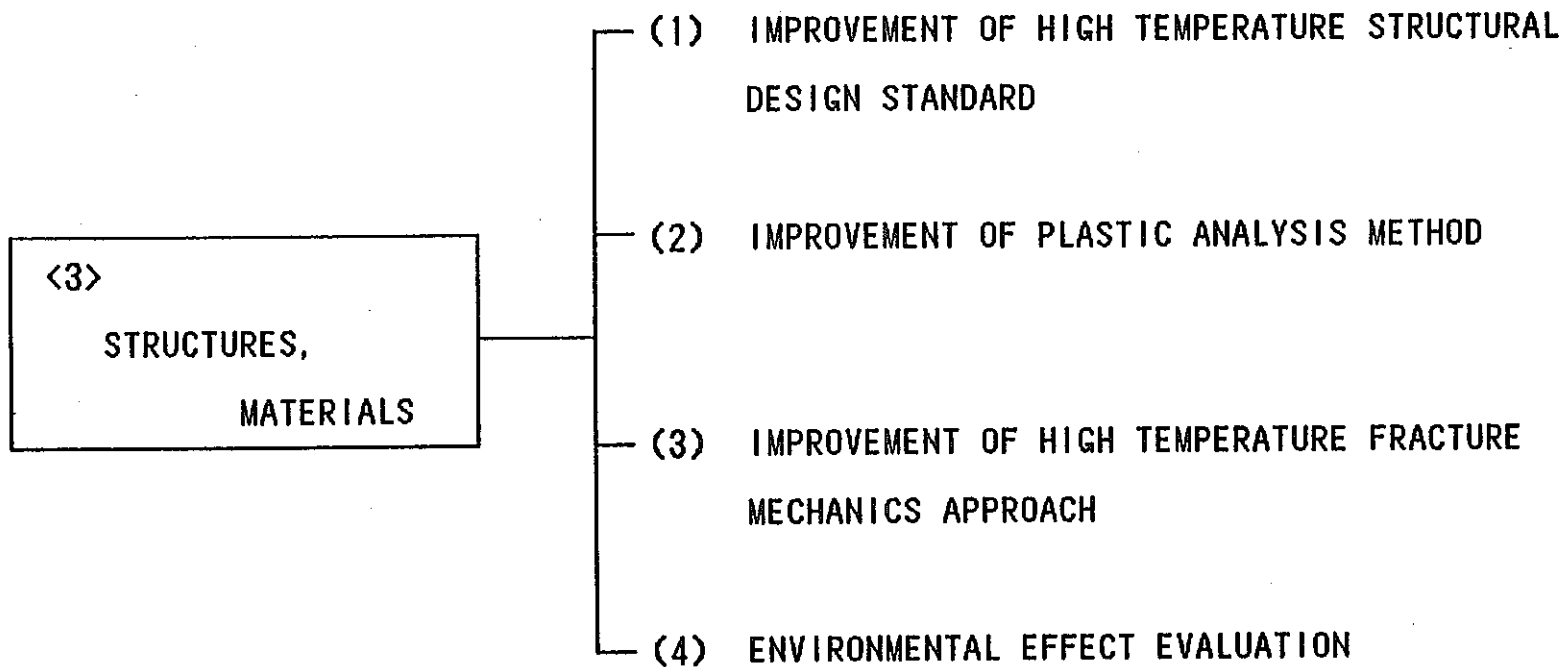 (1) IMPROVEMENT OF HIGH TEMPERATURE STRUCTURAL
DESIGN STANDARD
(2) IMPROVEMENT OF PLASTIC ANALYSIS METHOD
<3>
STRUCTURES,
MATERIALS
(3) IMPROVEMENT OF HIGH TEMPERATURE FRACTURE
MECHANICS APPROACH
(4) ENVIRONMENTAL EFFECT EVALUATION